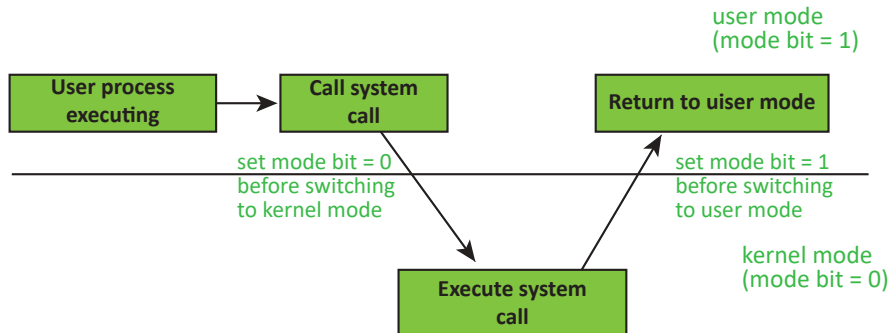 user mode
(mode bit = 1)
User process
executing
Call system
call
Return to uiser mode
set mode bit = 0
before switching
to kernel mode
set mode bit = 1
before switching
to user mode
kernel mode
(mode bit = 0)
Execute system
call